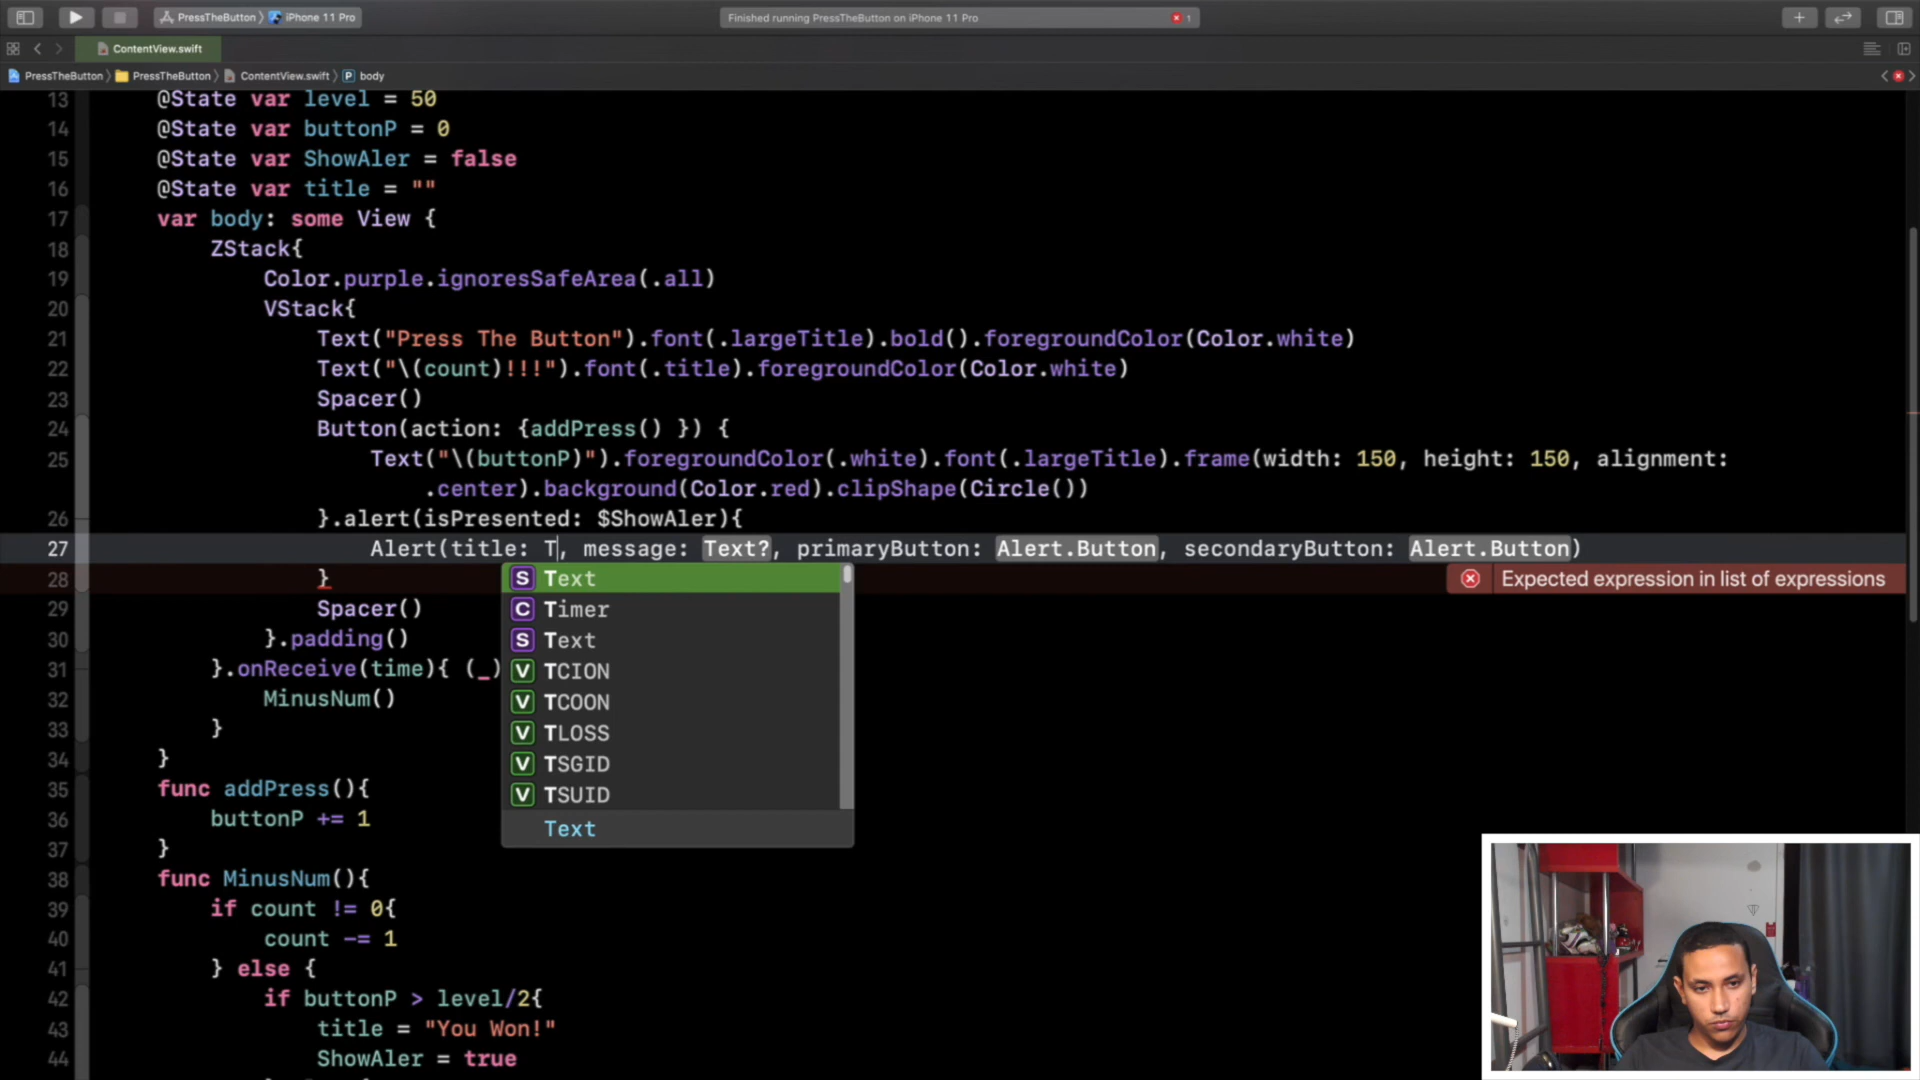 PressTheButton
iPhone 11 Pro
Finished running PressTheButton on iPhone 11 Pro
1
ContentView.swift
PressTheButton
PressTheButton
ContentView.swift
P body
13 @State var level = 50
14 @State var buttonP = 0
15 @State var ShowAler = false
16 @State var title = ""
17 var body: some View {
18 ZStack{
19 Color.purple.ignoresSafeArea(.all)
20 VStack{
21 Text("Press The Button").font(.largeTitle).bold().foregroundColor(Color.white)
22 Text("\(count)!!!").font(.title).foregroundColor(Color.white)
23 Spacer()
24 Button(action: {addPress() }) {
25 Text("\(buttonP)").foregroundColor(.white).font(.largeTitle).frame(width: 150, height: 150, alignment:
.center).background(Color.red).clipShape(Circle())
26 }.alert(isPresented: $ShowAler){
27 Alert(title: T, message: Text?, primaryButton: Alert.Button, secondaryButton: Alert.Button)
28 }
Expected expression in list of expressions
29 Spacer()
30 }.padding()
31 }.onReceive(time){ (_)
32 MinusNum()
33 }
34 }
35 func addPress(){
36 buttonP += 1
37 }
38 func MinusNum(){
39 if count != 0{
40 count -= 1
41 } else {
42 if buttonP > level/2{
43 title = "You Won!"
44 ShowAler = true
S Text
C Timer
S Text
V TCION
V TCOON
V TLOSS
V TSGID
V TSUID
Text